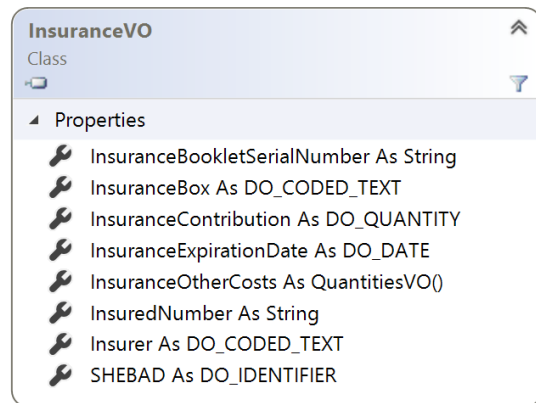 InsuranceVO
Class
Properties
InsuranceBookletSerialNumber As String
InsuranceBox As DO_CODED_TEXT
InsuranceContribution As DO_QUANTITY
InsuranceExpirationDate As DO_DATE
InsuranceOtherCosts As QuantitiesVO()
InsuredNumber As String
Insurer As DO_CODED_TEXT
SHEBAD As DO_IDENTIFIER